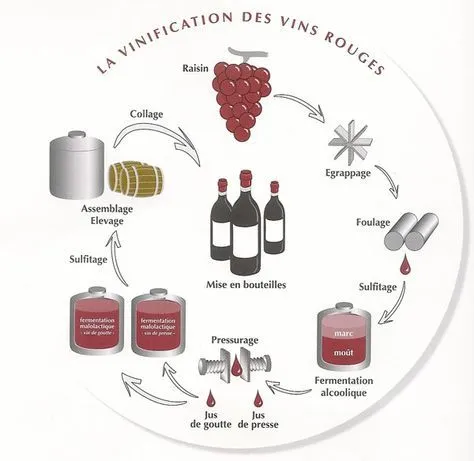 LA VINIFICATION DES VINS ROUGES
Raisin
Egrappage
Foulage
Sulfitage
marc
moût
Fermentation
alcoolique
Pressurage
Jus
de goutte
Jus
de presse
fermentation
malolactique
- vin de goutte -
fermentation
malolactique
- vin de presse -
Sulfitage
Assemblage
Elevage
Collage
Mise en bouteilles